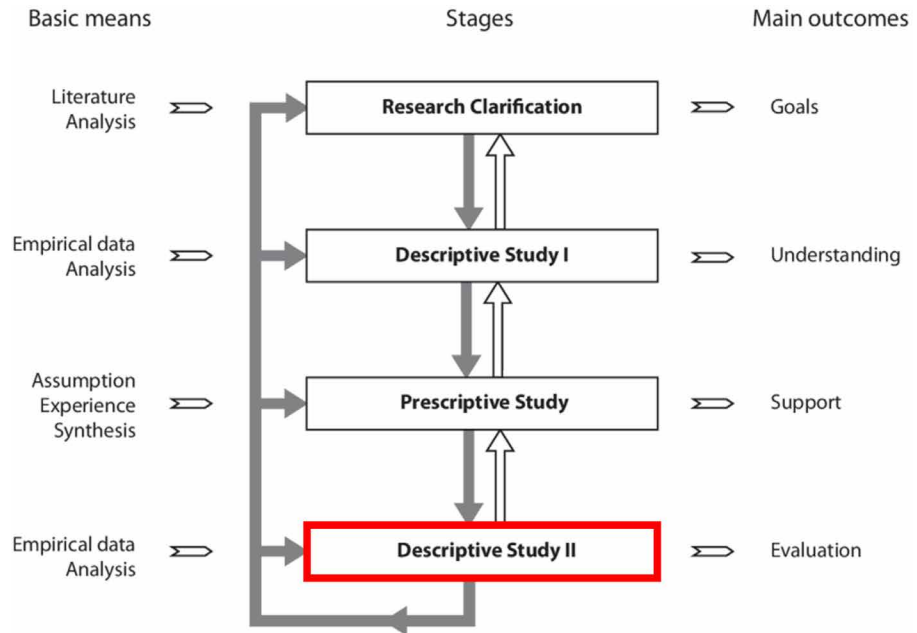 Basic means
Stages
Main outcomes
Literature
Analysis
Research Clarification
Goals
Empirical data
Analysis
Descriptive Study I
Understanding
Assumption
Experience
Synthesis
Prescriptive Study
Support
Empirical data
Analysis
Descriptive Study II
Evaluation